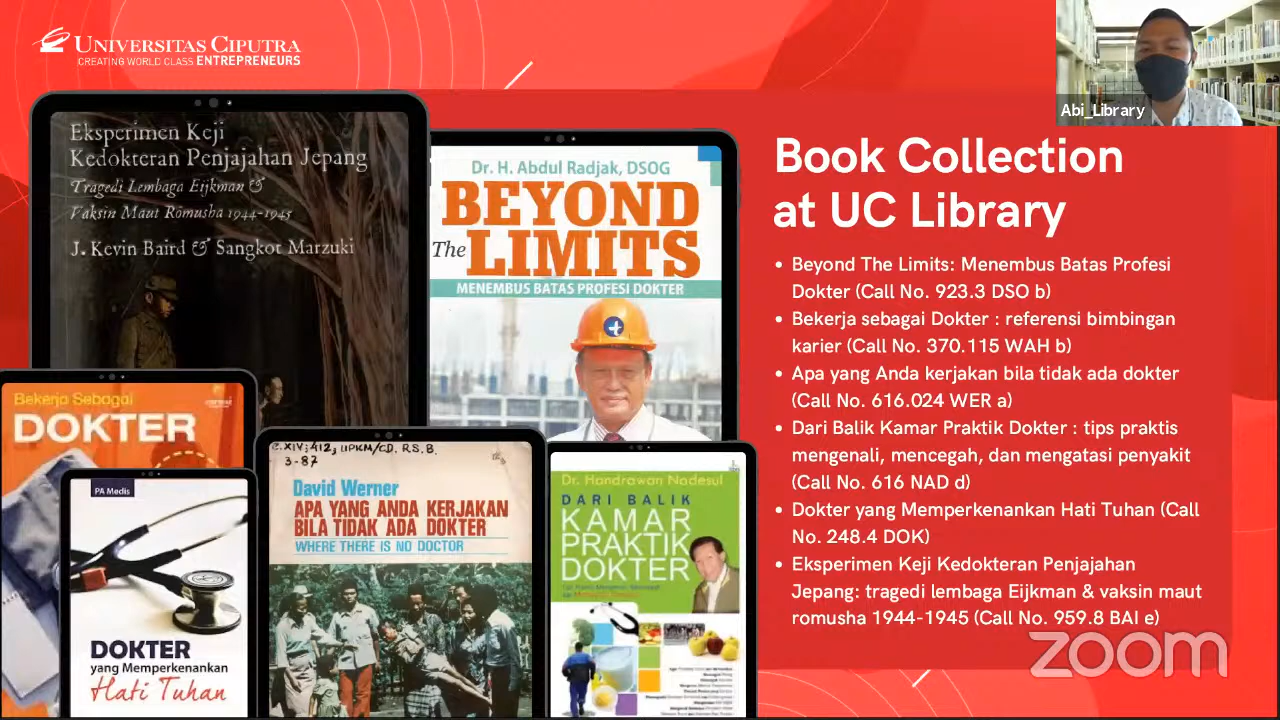 UNIVERSITAS CIPUTRA
CREATING WORLD CLASS ENTREPRENEURS
Abi_Library
Eksperimen Keji
Kedokteran Penjajahan Jepang
Tragedi Lembaga Eijkman &
Vaksin Maut Romusha 1944-1945
J. Kevin Baird & Sangkot Marzuki
Dr. H. Abdul Radjak, DSOG
BEYOND
The LIMITS
MENEMBUS BATAS PROFESI DOKTER
Bekerja Sebagai
DOKTER
PA Medis
DOKTER
yang Memperkenankan
Hati Tuhan
C.XIV; 412, UPKM/CD. RS. B.
3-87
David Werner
APA YANG ANDA KERJAKAN
BILA TIDAK ADA DOKTER
WHERE THERE IS NO DOCTOR
Dr. Handrawan Nadesul
DARI BALIK
KAMAR
PRAKTIK
DOKTER
Book Collection
at UC Library
• Beyond The Limits: Menembus Batas Profesi
Dokter (Call No. 923.3 DSO b)
• Bekerja sebagai Dokter : referensi bimbingan
karier (Call No. 370.115 WAH b)
• Apa yang Anda kerjakan bila tidak ada dokter
(Call No. 616.024 WER a)
• Dari Balik Kamar Praktik Dokter : tips praktis
mengenali, mencegah, dan mengatasi penyakit
(Call No. 616 NAD d)
• Dokter yang Memperkenankan Hati Tuhan (Call
No. 248.4 DOK)
• Eksperimen Keji Kedokteran Penjajahan
Jepang: tragedi lembaga Eijkman & vaksin maut
romusha 1944-1945 (Call No. 959.8 BAI e)
zoom